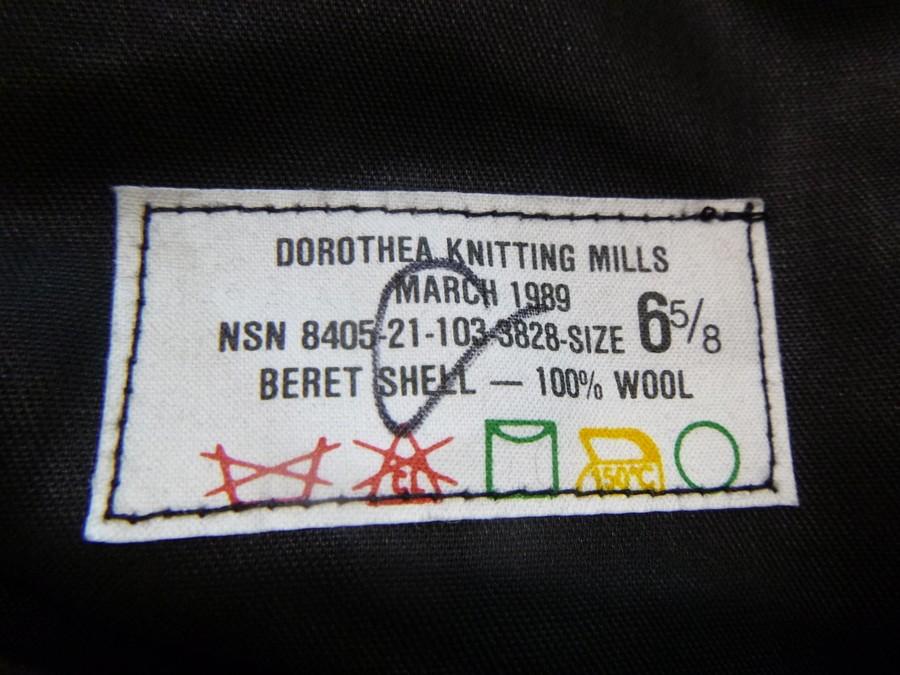 DOROTHEA KNITTING MILLS
MARCH 1989
NSN 8405-21-103-3828-SIZE 6 5/8
BERET SHELL — 100% WOOL
CL 150°C